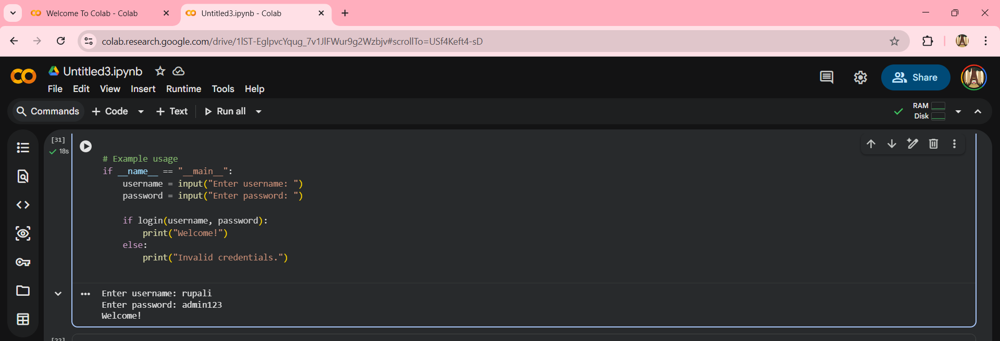 Welcome To Colab - Colab
Untitled3.ipynb - Colab
colab.research.google.com/drive/1lST-EglpvcYqug_7v1JlFWur9g2Wzbjv#scrollTo=USf4Keft4-sD
Untitled3.ipynb
File Edit View Insert Runtime Tools Help
Share
Commands + Code + Text Run all
RAM
Disk
[31]
18s
# Example usage
if __name__ == "__main__":
    username = input("Enter username: ")
    password = input("Enter password: ")
    if login(username, password):
        print("Welcome!")
    else:
        print("Invalid credentials.")
Enter username: rupali
Enter password: admin123
Welcome!